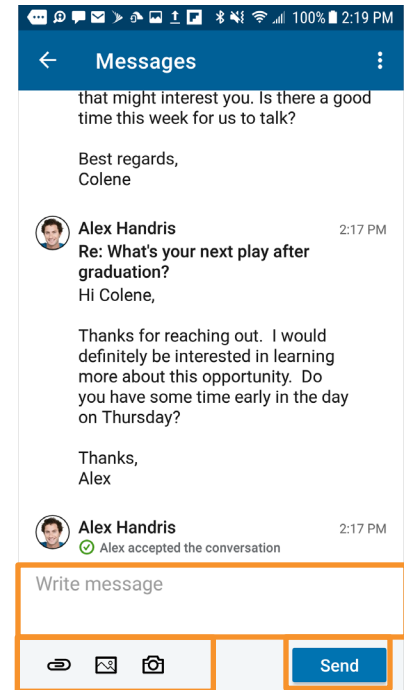 100% 2:19 PM
Messages
that might interest you. Is there a good
time this week for us to talk?
Best regards,
Colene
Alex Handris 2:17 PM
Re: What's your next play after
graduation?
Hi Colene,
Thanks for reaching out.  I would
definitely be interested in learning
more about this opportunity.  Do
you have some time early in the day
on Thursday?
Thanks,
Alex
Alex Handris 2:17 PM
Alex accepted the conversation
Write message
Send